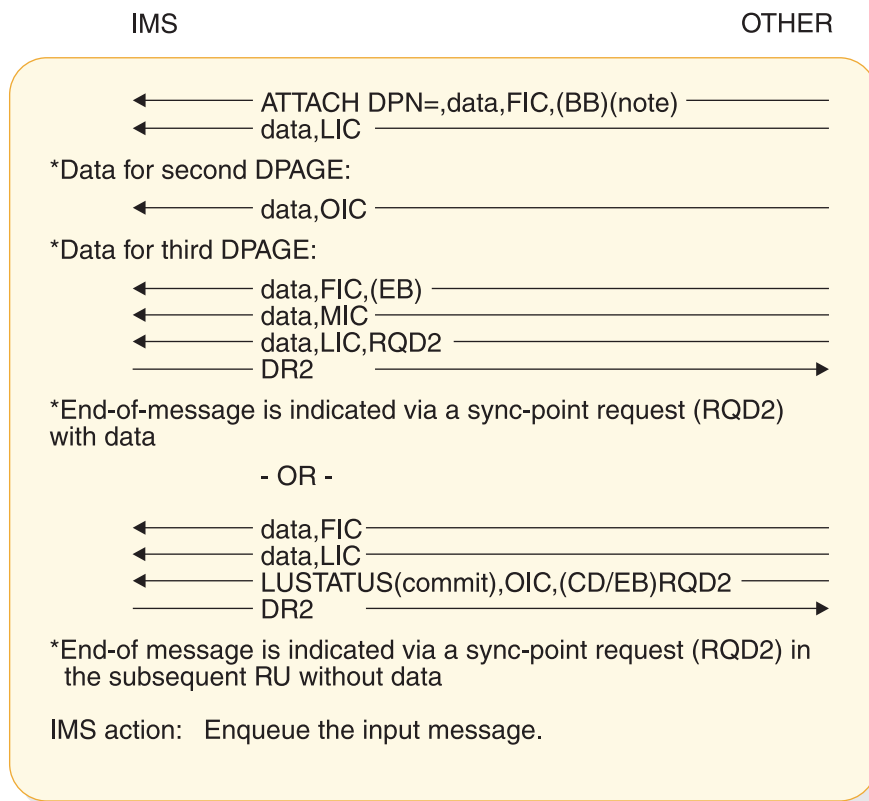 IMS OTHER
ATTACH DPN=,data,FIC,(BB)(note)
data,LIC
*Data for second DPAGE:
data,OIC
*Data for third DPAGE:
data,FIC,(EB)
data,MIC
data,LIC,RQD2
DR2
*End-of-message is indicated via a sync-point request (RQD2)
with data
- OR -
data,FIC
data,LIC
LUSTATUS(commit),OIC,(CD/EB)RQD2
DR2
*End-of message is indicated via a sync-point request (RQD2) in
the subsequent RU without data
IMS action: Enqueue the input message.